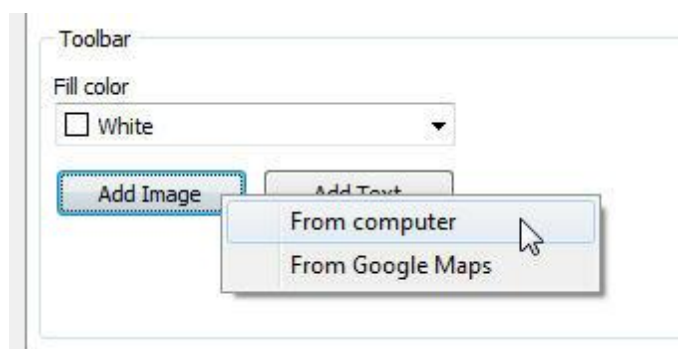 Toolbar
Fill color
White
Add Image
Add Text
From computer
From Google Maps